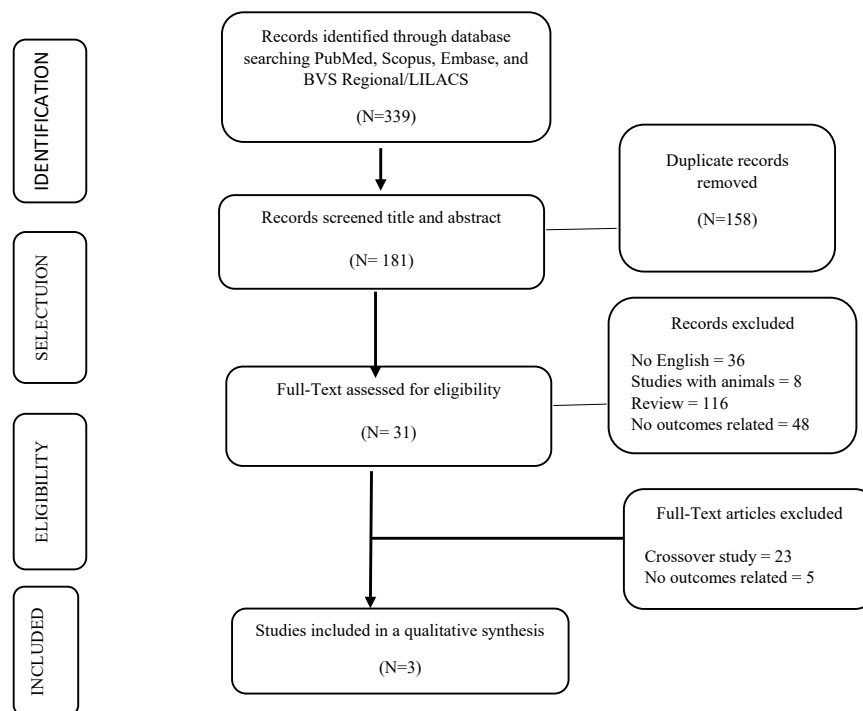 IDENTIFICATION
Records identified through database
searching PubMed, Scopus, Embase, and
BVS Regional/LILACS
(N=339)
Duplicate records
removed
(N=158)
Records screened title and abstract
(N= 181)
SELECTUION
Records excluded
No English = 36
Studies with animals = 8
Review = 116
No outcomes related = 48
Full-Text assessed for eligibility
(N= 31)
ELIGIBILITY
Full-Text articles excluded
Crossover study = 23
No outcomes related = 5
INCLUDED
Studies included in a qualitative synthesis
(N=3)